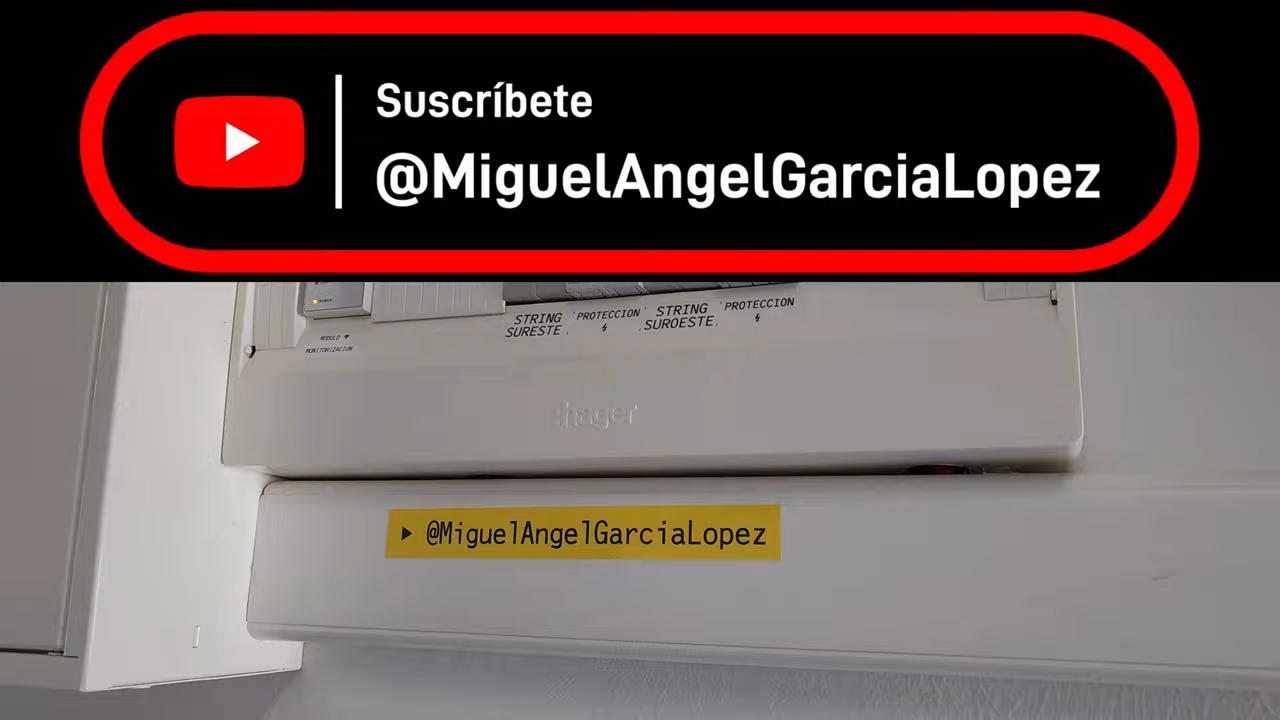 Suscríbete
@MiguelAngelGarciaLopez
STRING SURESTE
PROTECCION
STRING SUROESTE
PROTECCION
MODULO
MONITORIZACION
hager
@MiguelAngelGarciaLopez